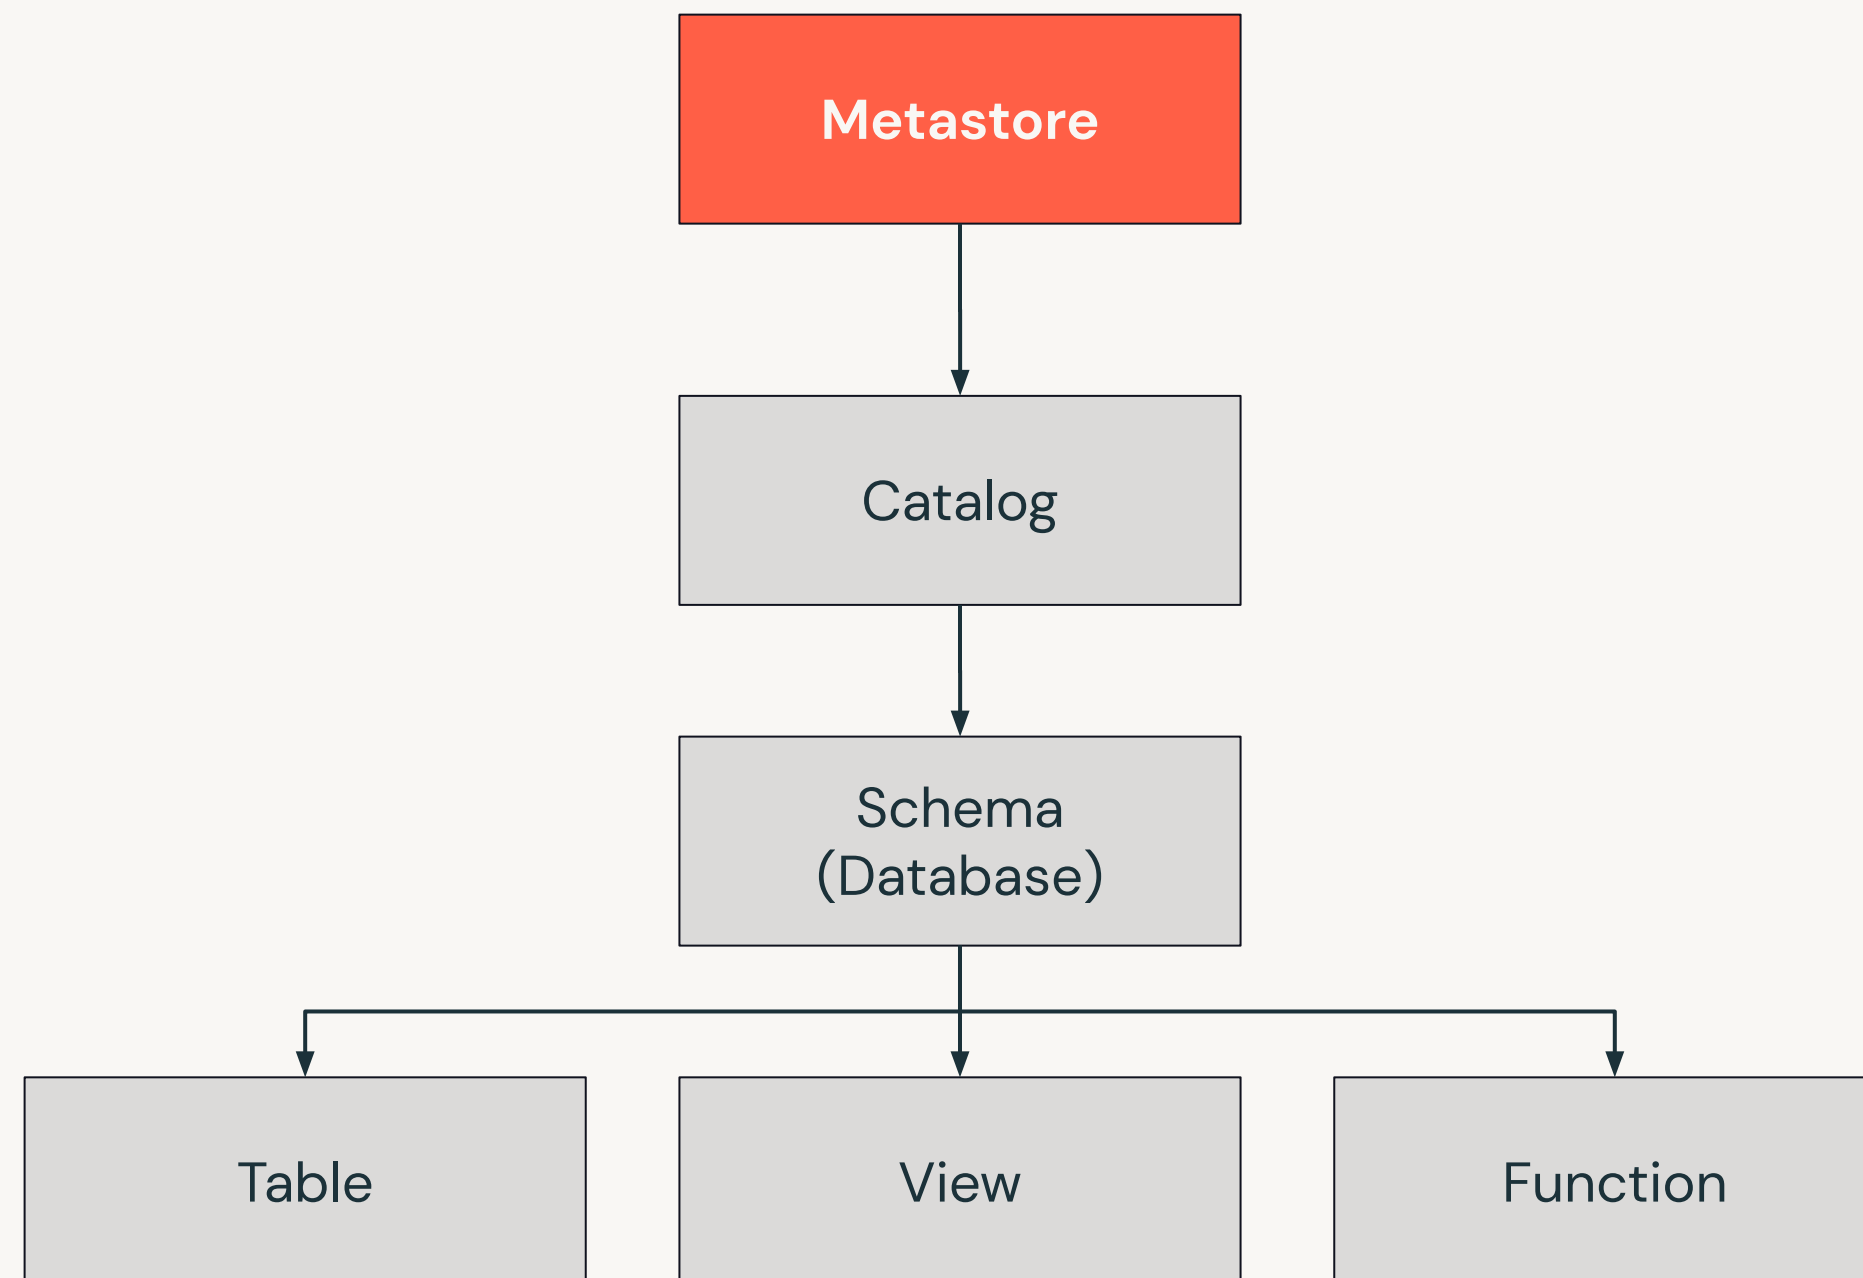 Metastore
Catalog
Schema
(Database)
Table
View
Function